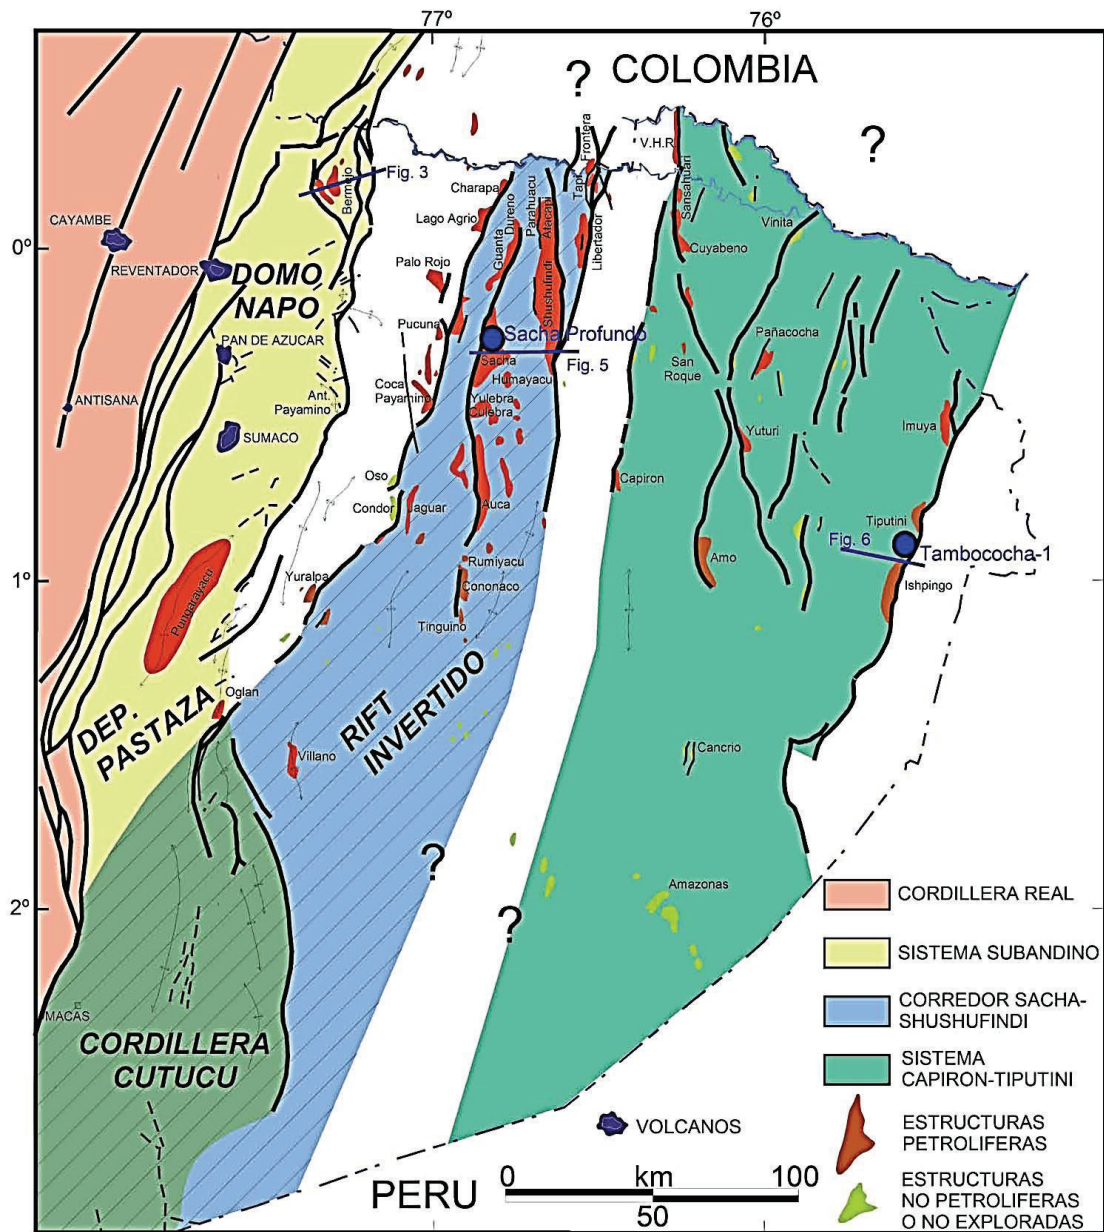 77º
76º
COLOMBIA
?
?
Frontera
V.H.R
Tapi
Fig. 3
Bermejo
Charapa
Sansahuari
Lago Agrio
Guanta
Dureno
Parahuacu
Atacapi
Libertador
Vinita
Cuyabeno
CAYAMBE
0º
REVENTADOR
DOMO
NAPO
Palo Rojo
Shushufindi
Pucuna
Sacha Profundo
Pañacocha
PAN DE AZUCAR
Sacha
Fig. 5
San
Roque
Humayacu
Coca
Payamino
Ant.
Payamino
Yulebra
Culebra
ANTISANA
SUMACO
Imuya
Yuturi
Oso
Capiron
Condor
Jaguar
Auca
Tiputini
Fig. 6
Tambococha-1
Amo
Rumiyacu
1º
Yuralpa
Cononaco
Ishpingo
Pungarayacu
Tinguino
Oglan
DEP.
PASTAZA
RIFT
INVERTIDO
Villano
Cancrio
?
Amazonas
?
2º
CORDILLERA REAL
SISTEMA SUBANDINO
MACAS
CORREDOR SACHA-
SHUSHUFINDI
CORDILLERA
CUTUCU
SISTEMA
CAPIRON-TIPUTINI
VOLCANOS
ESTRUCTURAS
PETROLIFERAS
PERU
0 km 100
50
ESTRUCTURAS
NO PETROLIFERAS
O NO EXPLORADAS